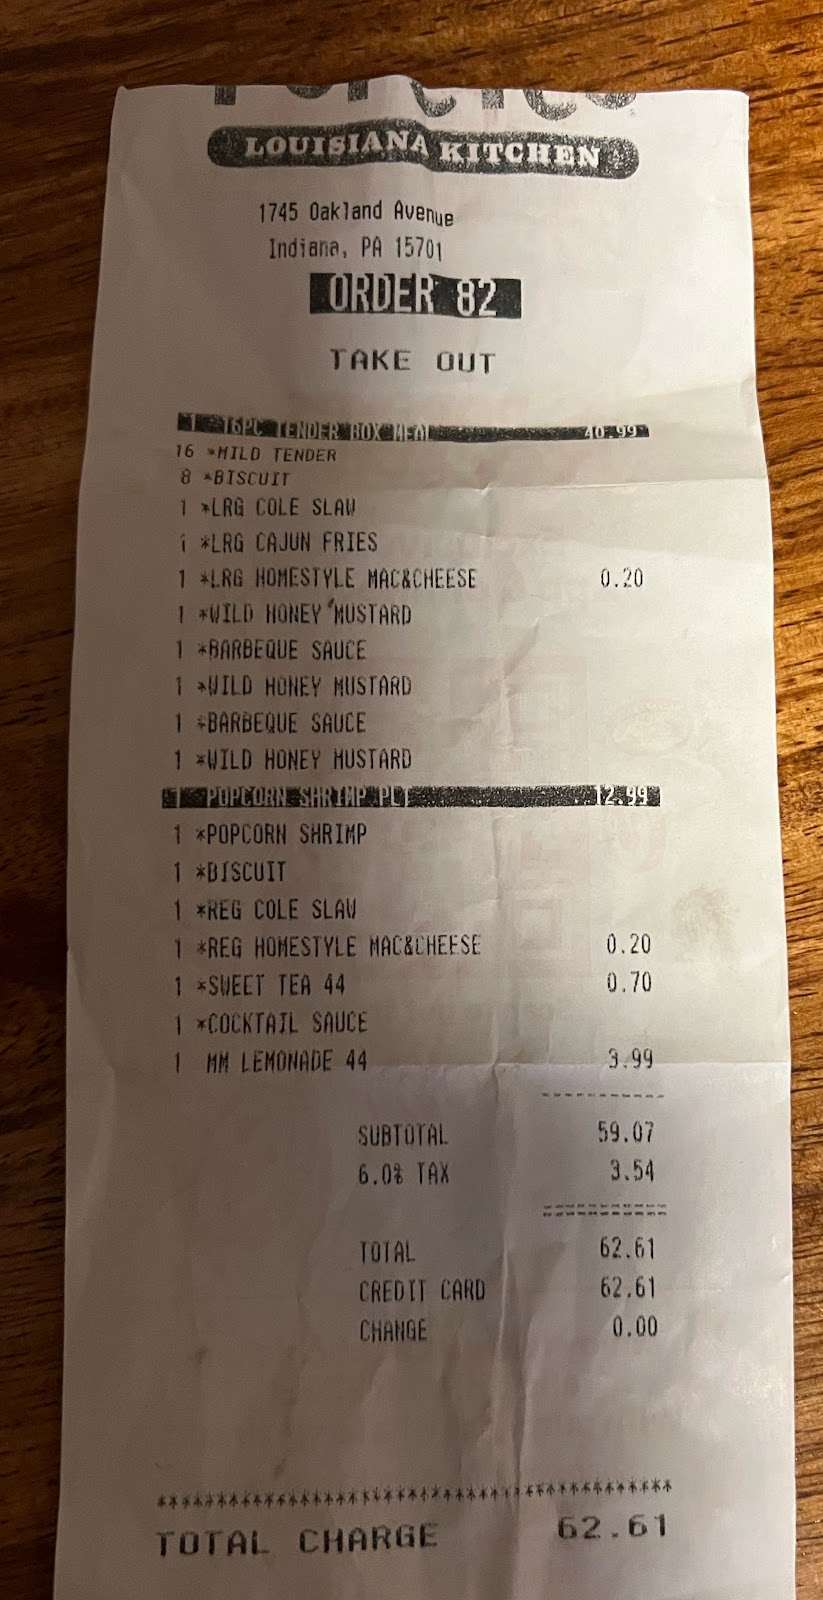 LOUISIANA KITCHEN
1745 Oakland Avenue
Indiana, PA 15701
ORDER 82
TAKE OUT
1 16PC TENDER BOX MEAL 40.99
16 *MILD TENDER
8 *BISCUIT
1 *LRG COLE SLAW
1 *LRG CAJUN FRIES
1 *LRG HOMESTYLE MAC&CHEESE 0.20
1 *WILD HONEY MUSTARD
1 *BARBEQUE SAUCE
1 *WILD HONEY MUSTARD
1 *BARBEQUE SAUCE
1 *WILD HONEY MUSTARD
1 POPCORN SHRIMP PLT 12.99
1 *POPCORN SHRIMP
1 *BISCUIT
1 *REG COLE SLAW
1 *REG HOMESTYLE MAC&CHEESE 0.20
1 *SWEET TEA 44 0.70
1 *COCKTAIL SAUCE
1 MM LEMONADE 44 3.99
SUBTOTAL 59.07
6.0% TAX 3.54
TOTAL 62.61
CREDIT CARD 62.61
CHANGE 0.00
TOTAL CHARGE 62.61